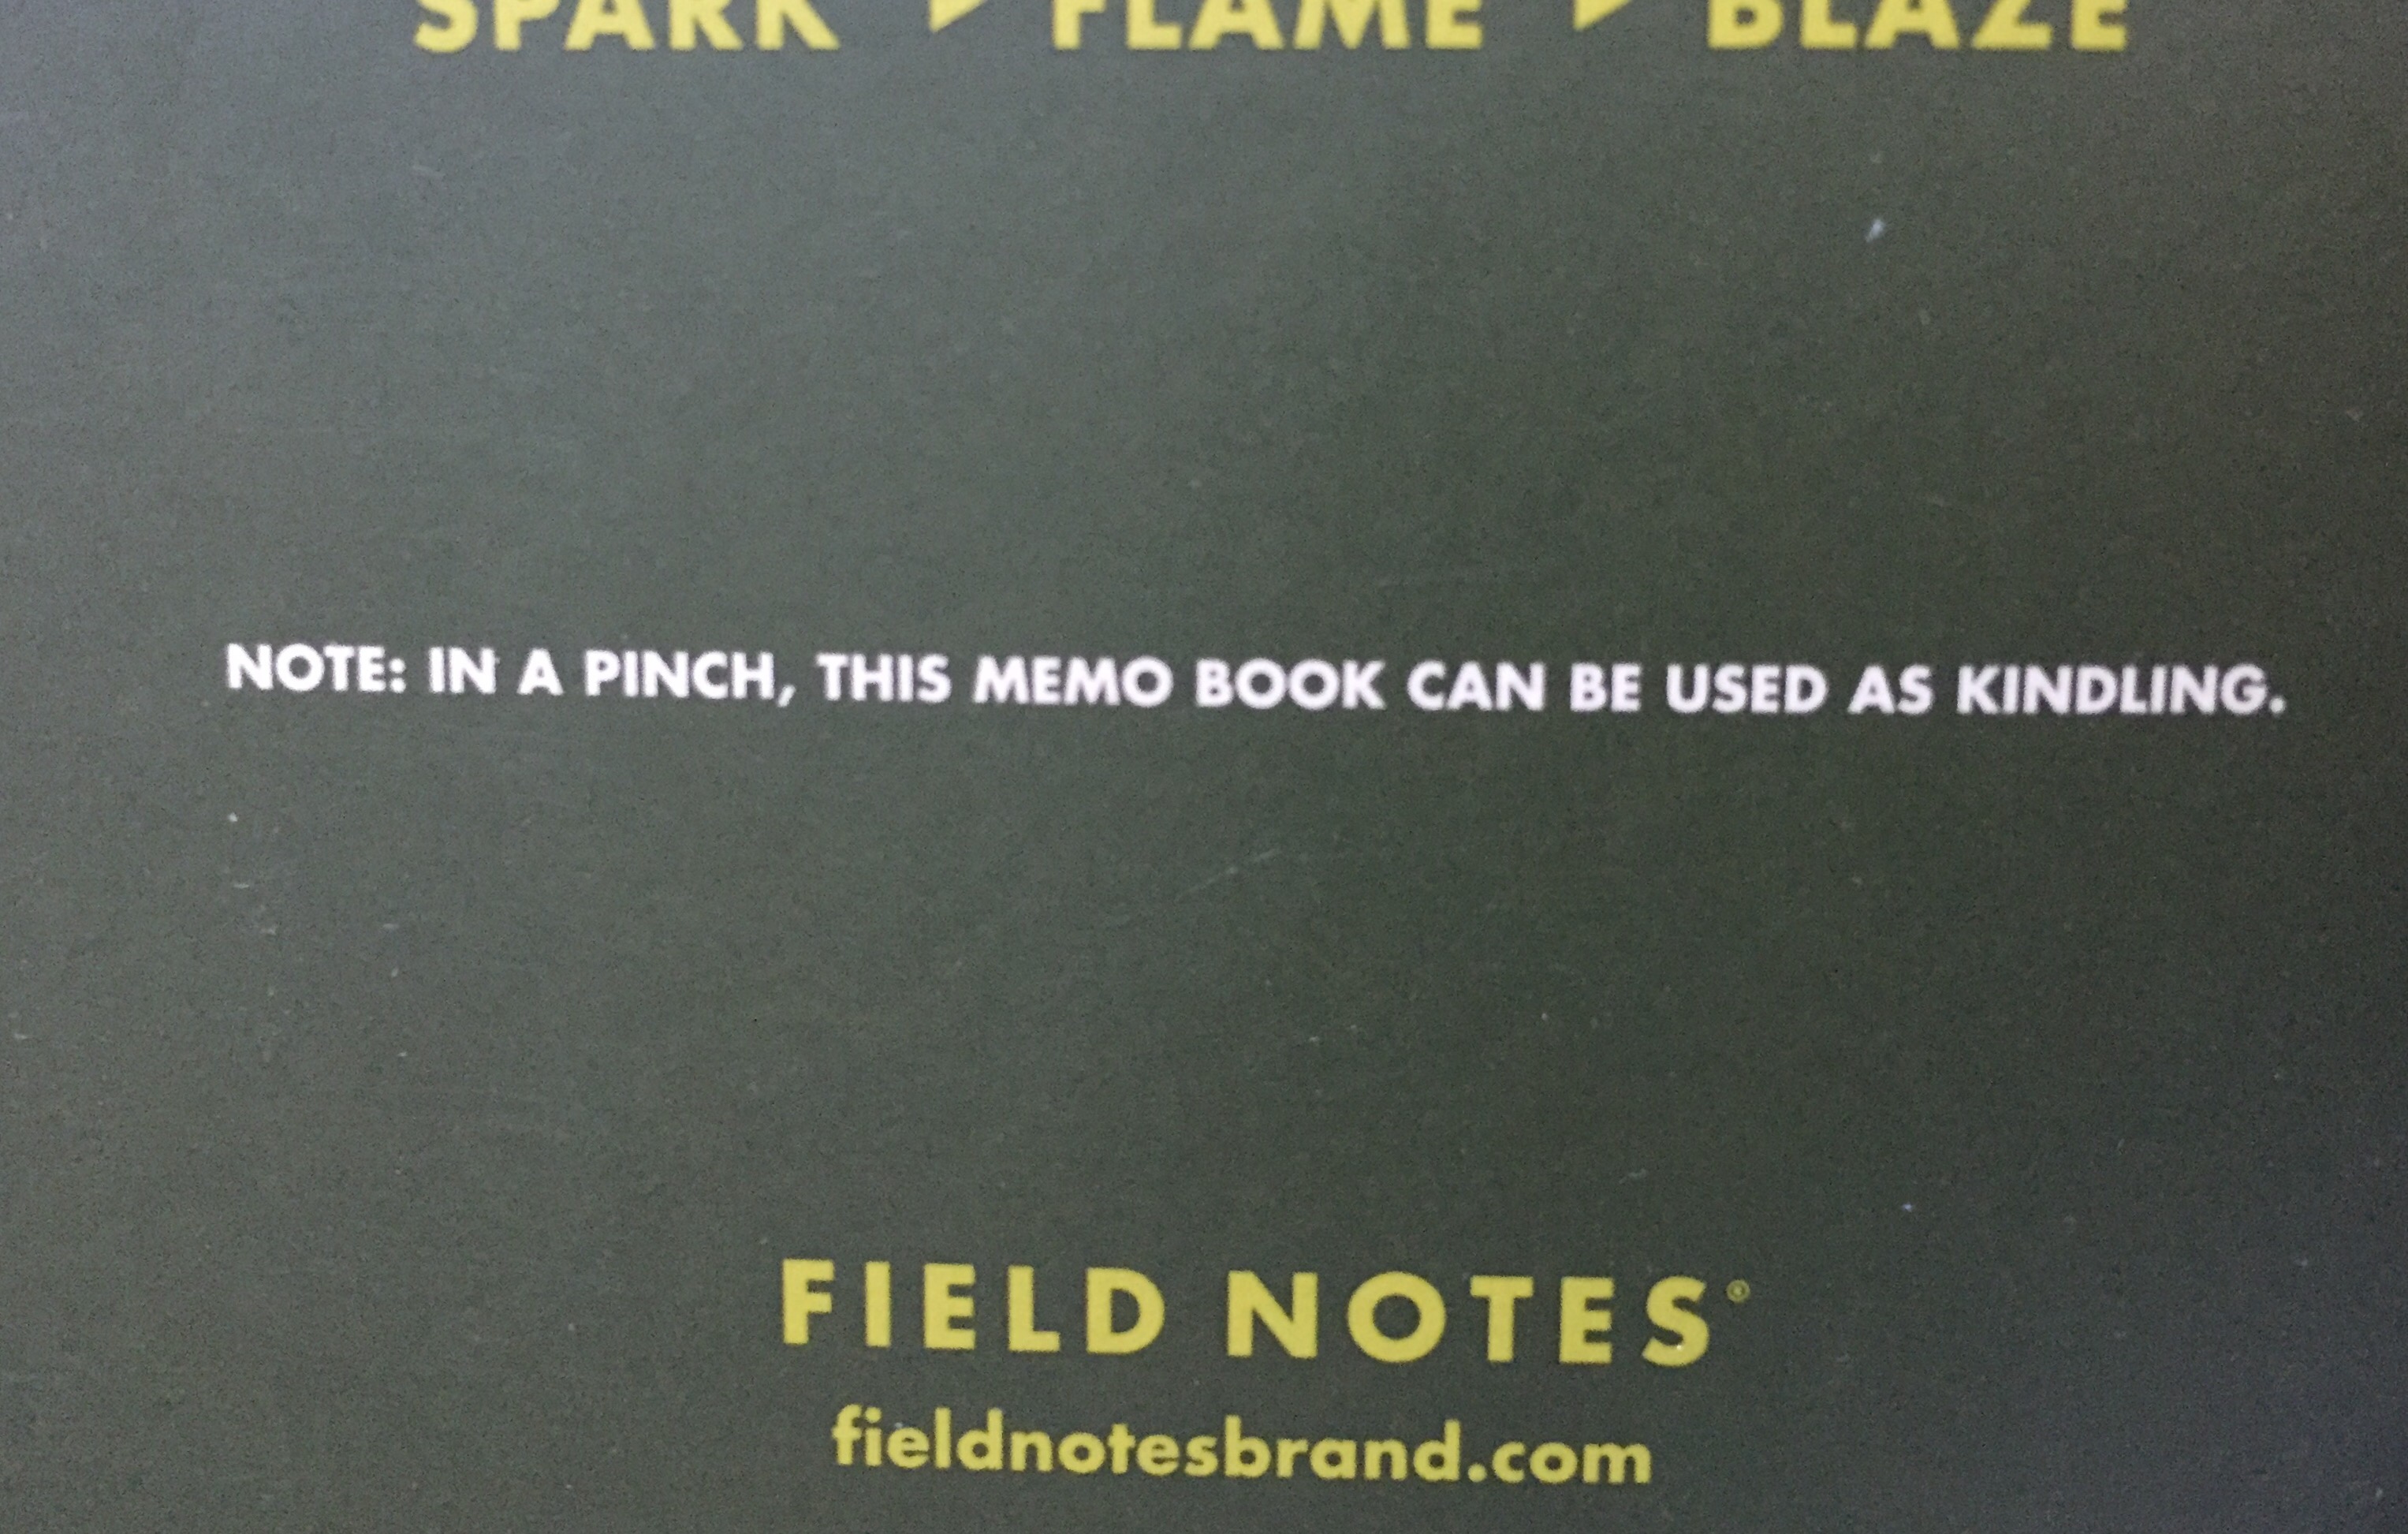 SPARK ▶ FLAME ▶ BLAZE
NOTE: IN A PINCH, THIS MEMO BOOK CAN BE USED AS KINDLING.
FIELD NOTES®
fieldnotesbrand.com